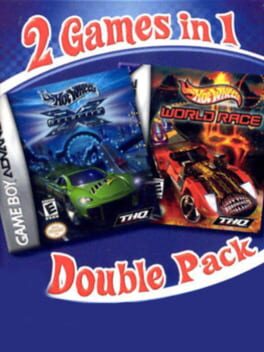 2 Games in 1
GAME BOY ADVANCE
Hot Wheels
E
THQ
Hot Wheels
WORLD RACE
THQ
Double Pack